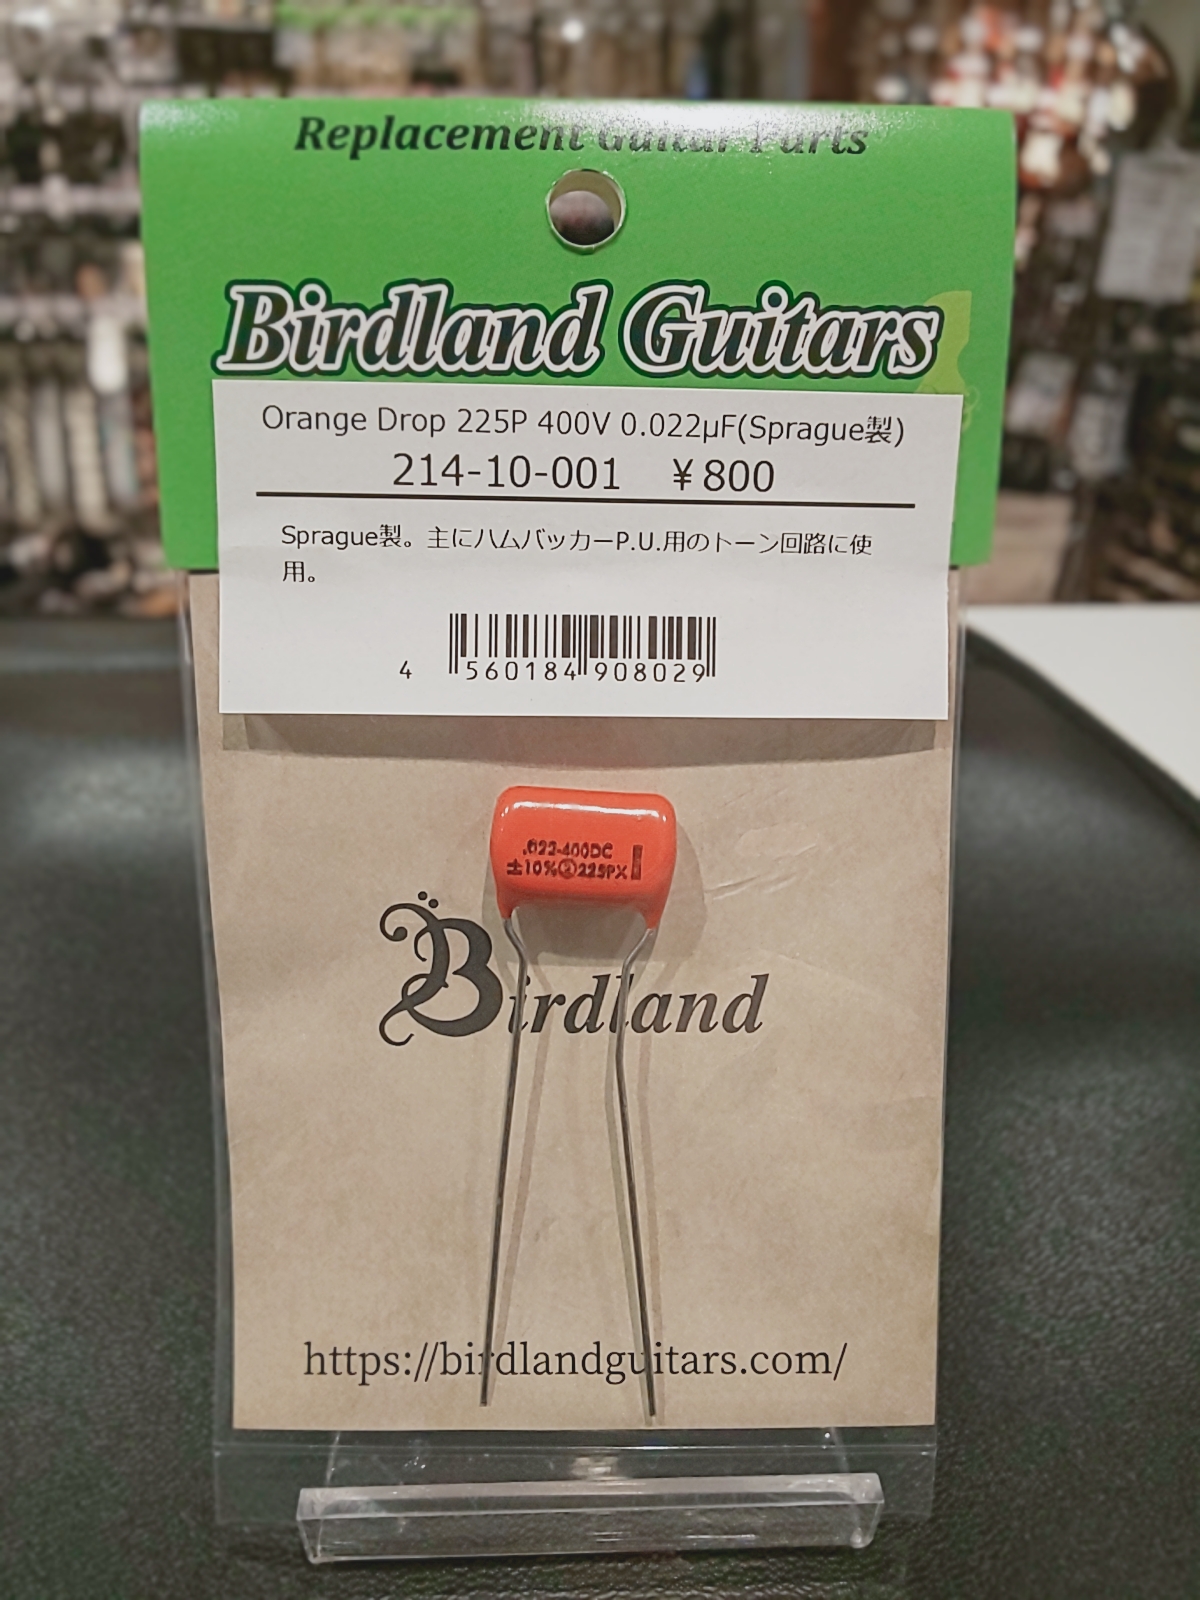 Replacement Guitar Parts
Birdland Guitars
Orange Drop 225P 400V 0.022μF(Sprague製)
214-10-001 ¥800
Sprague製。主にハムバッカーP.U.用のトーン回路に使
用。
4 560184 908029
.022-400DC
±10% 225PX
Birdland
https://birdlandguitars.com/